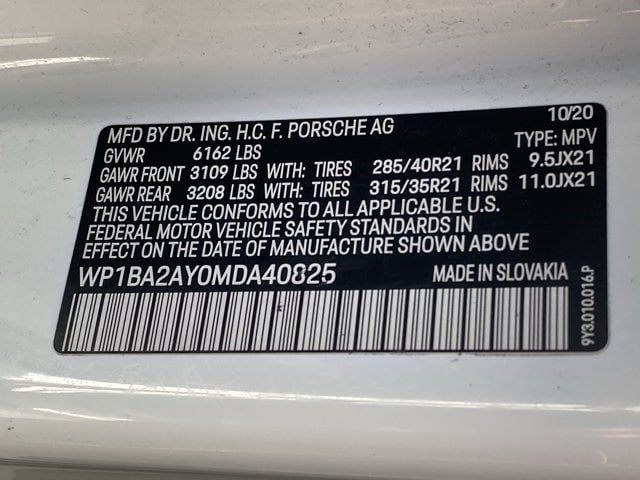 10/20
MFD BY DR. ING. H.C. F. PORSCHE AG
GVWR 6162 LBS TYPE: MPV
GAWR FRONT 3109 LBS WITH: TIRES 285/40R21 RIMS 9.5JX21
GAWR REAR 3208 LBS WITH: TIRES 315/35R21 RIMS 11.0JX21
THIS VEHICLE CONFORMS TO ALL APPLICABLE U.S.
FEDERAL MOTOR VEHICLE SAFETY STANDARDS IN
EFFECT ON THE DATE OF MANUFACTURE SHOWN ABOVE
WP1BA2AY0MDA40825 MADE IN SLOVAKIA
9Y3.010.016.P